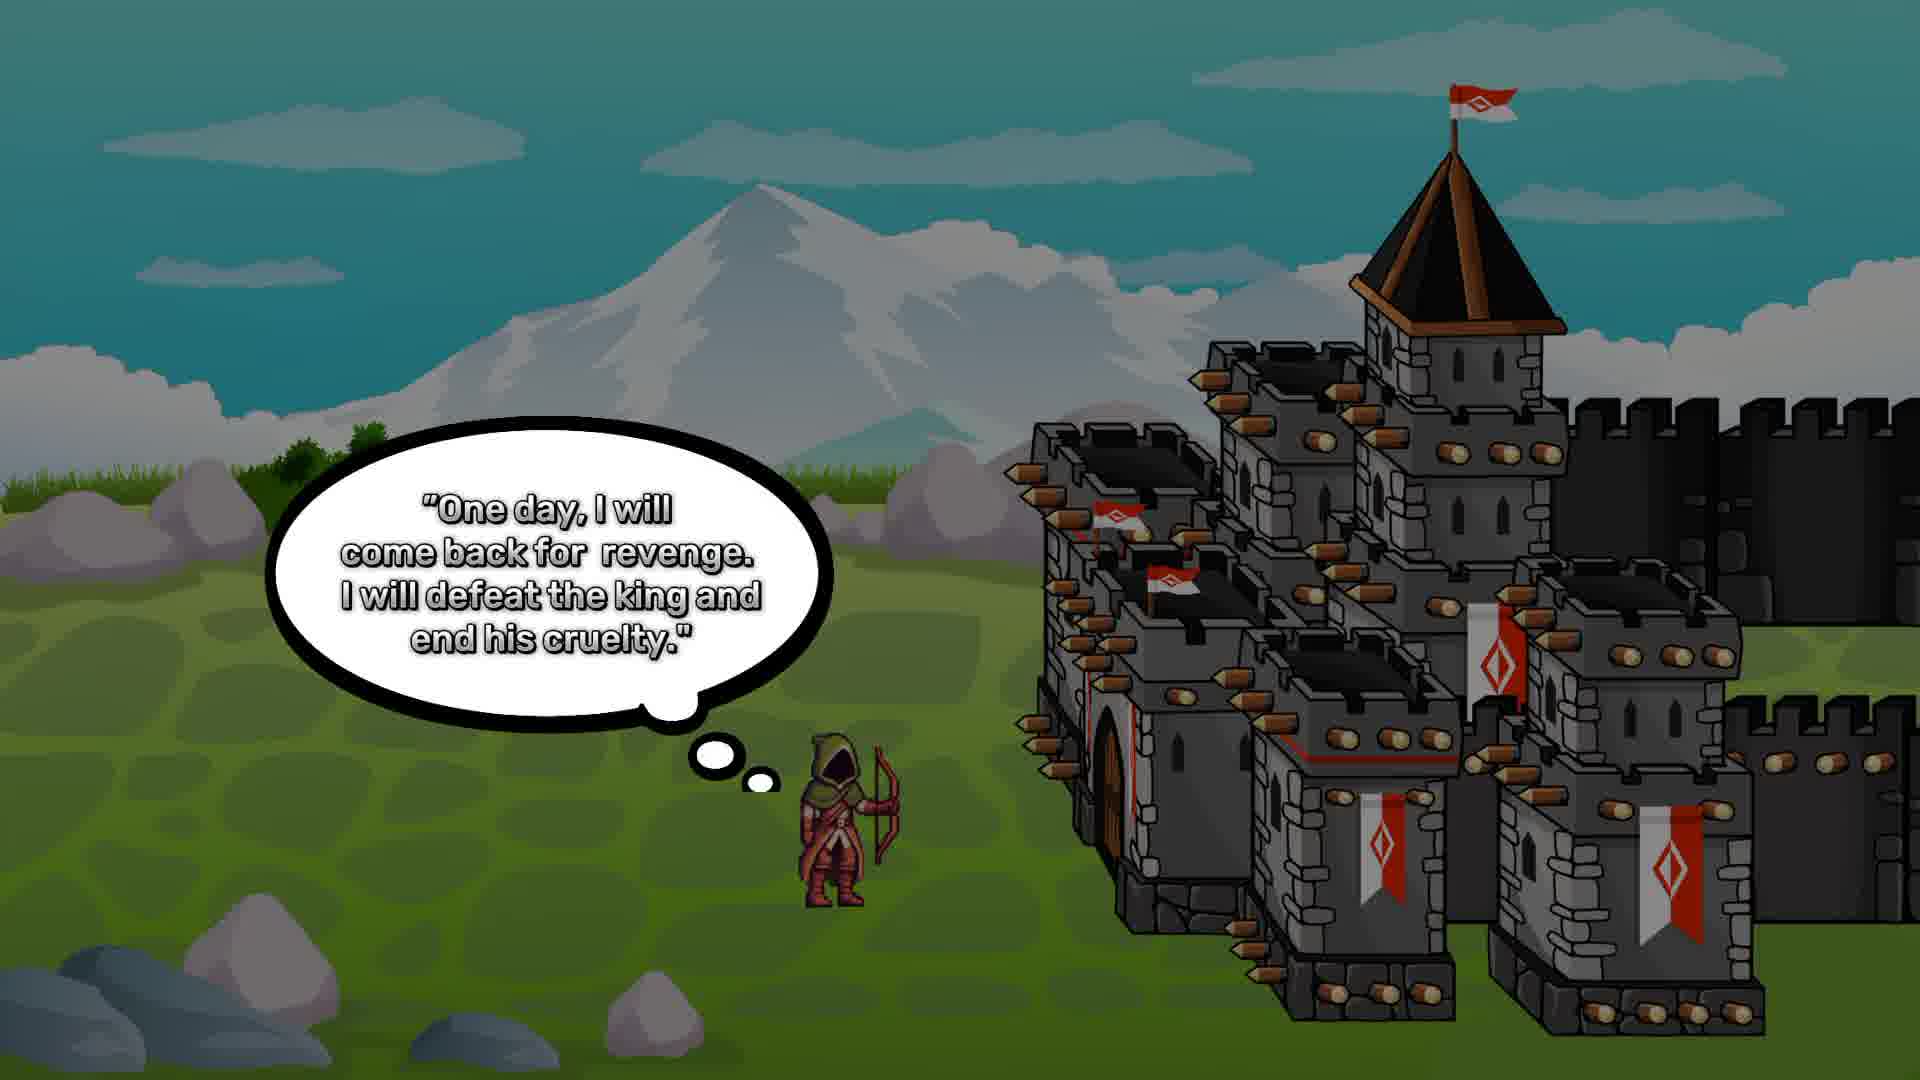 "One day, I will
come back for  revenge.
I will defeat the king and
end his cruelty."